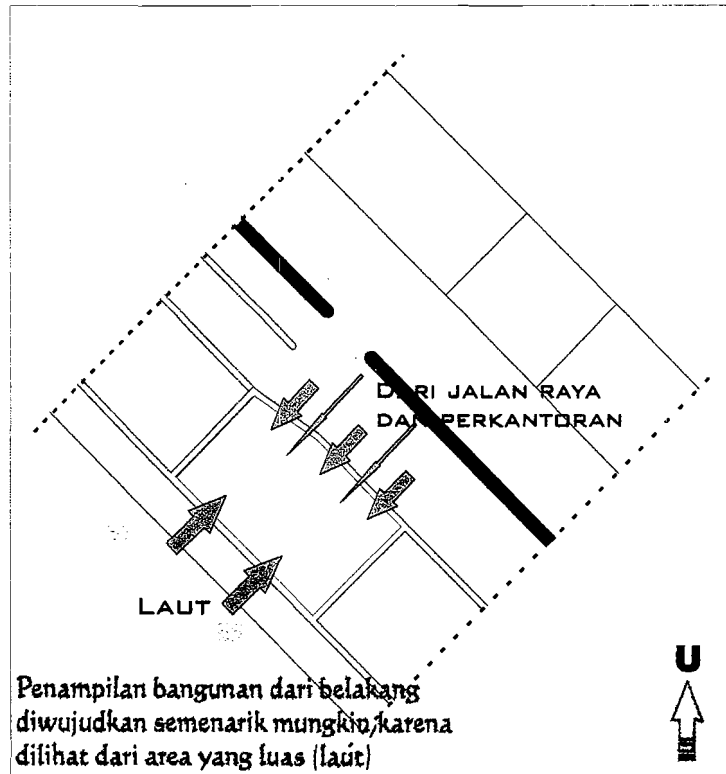 DARI JALAN RAYA
DAN PERKANTORAN
LAUT
U
Penampilan bangunan dari belakang
diwujudkan semenarik mungkin, karena
dilihat dari area yang luas (laut)